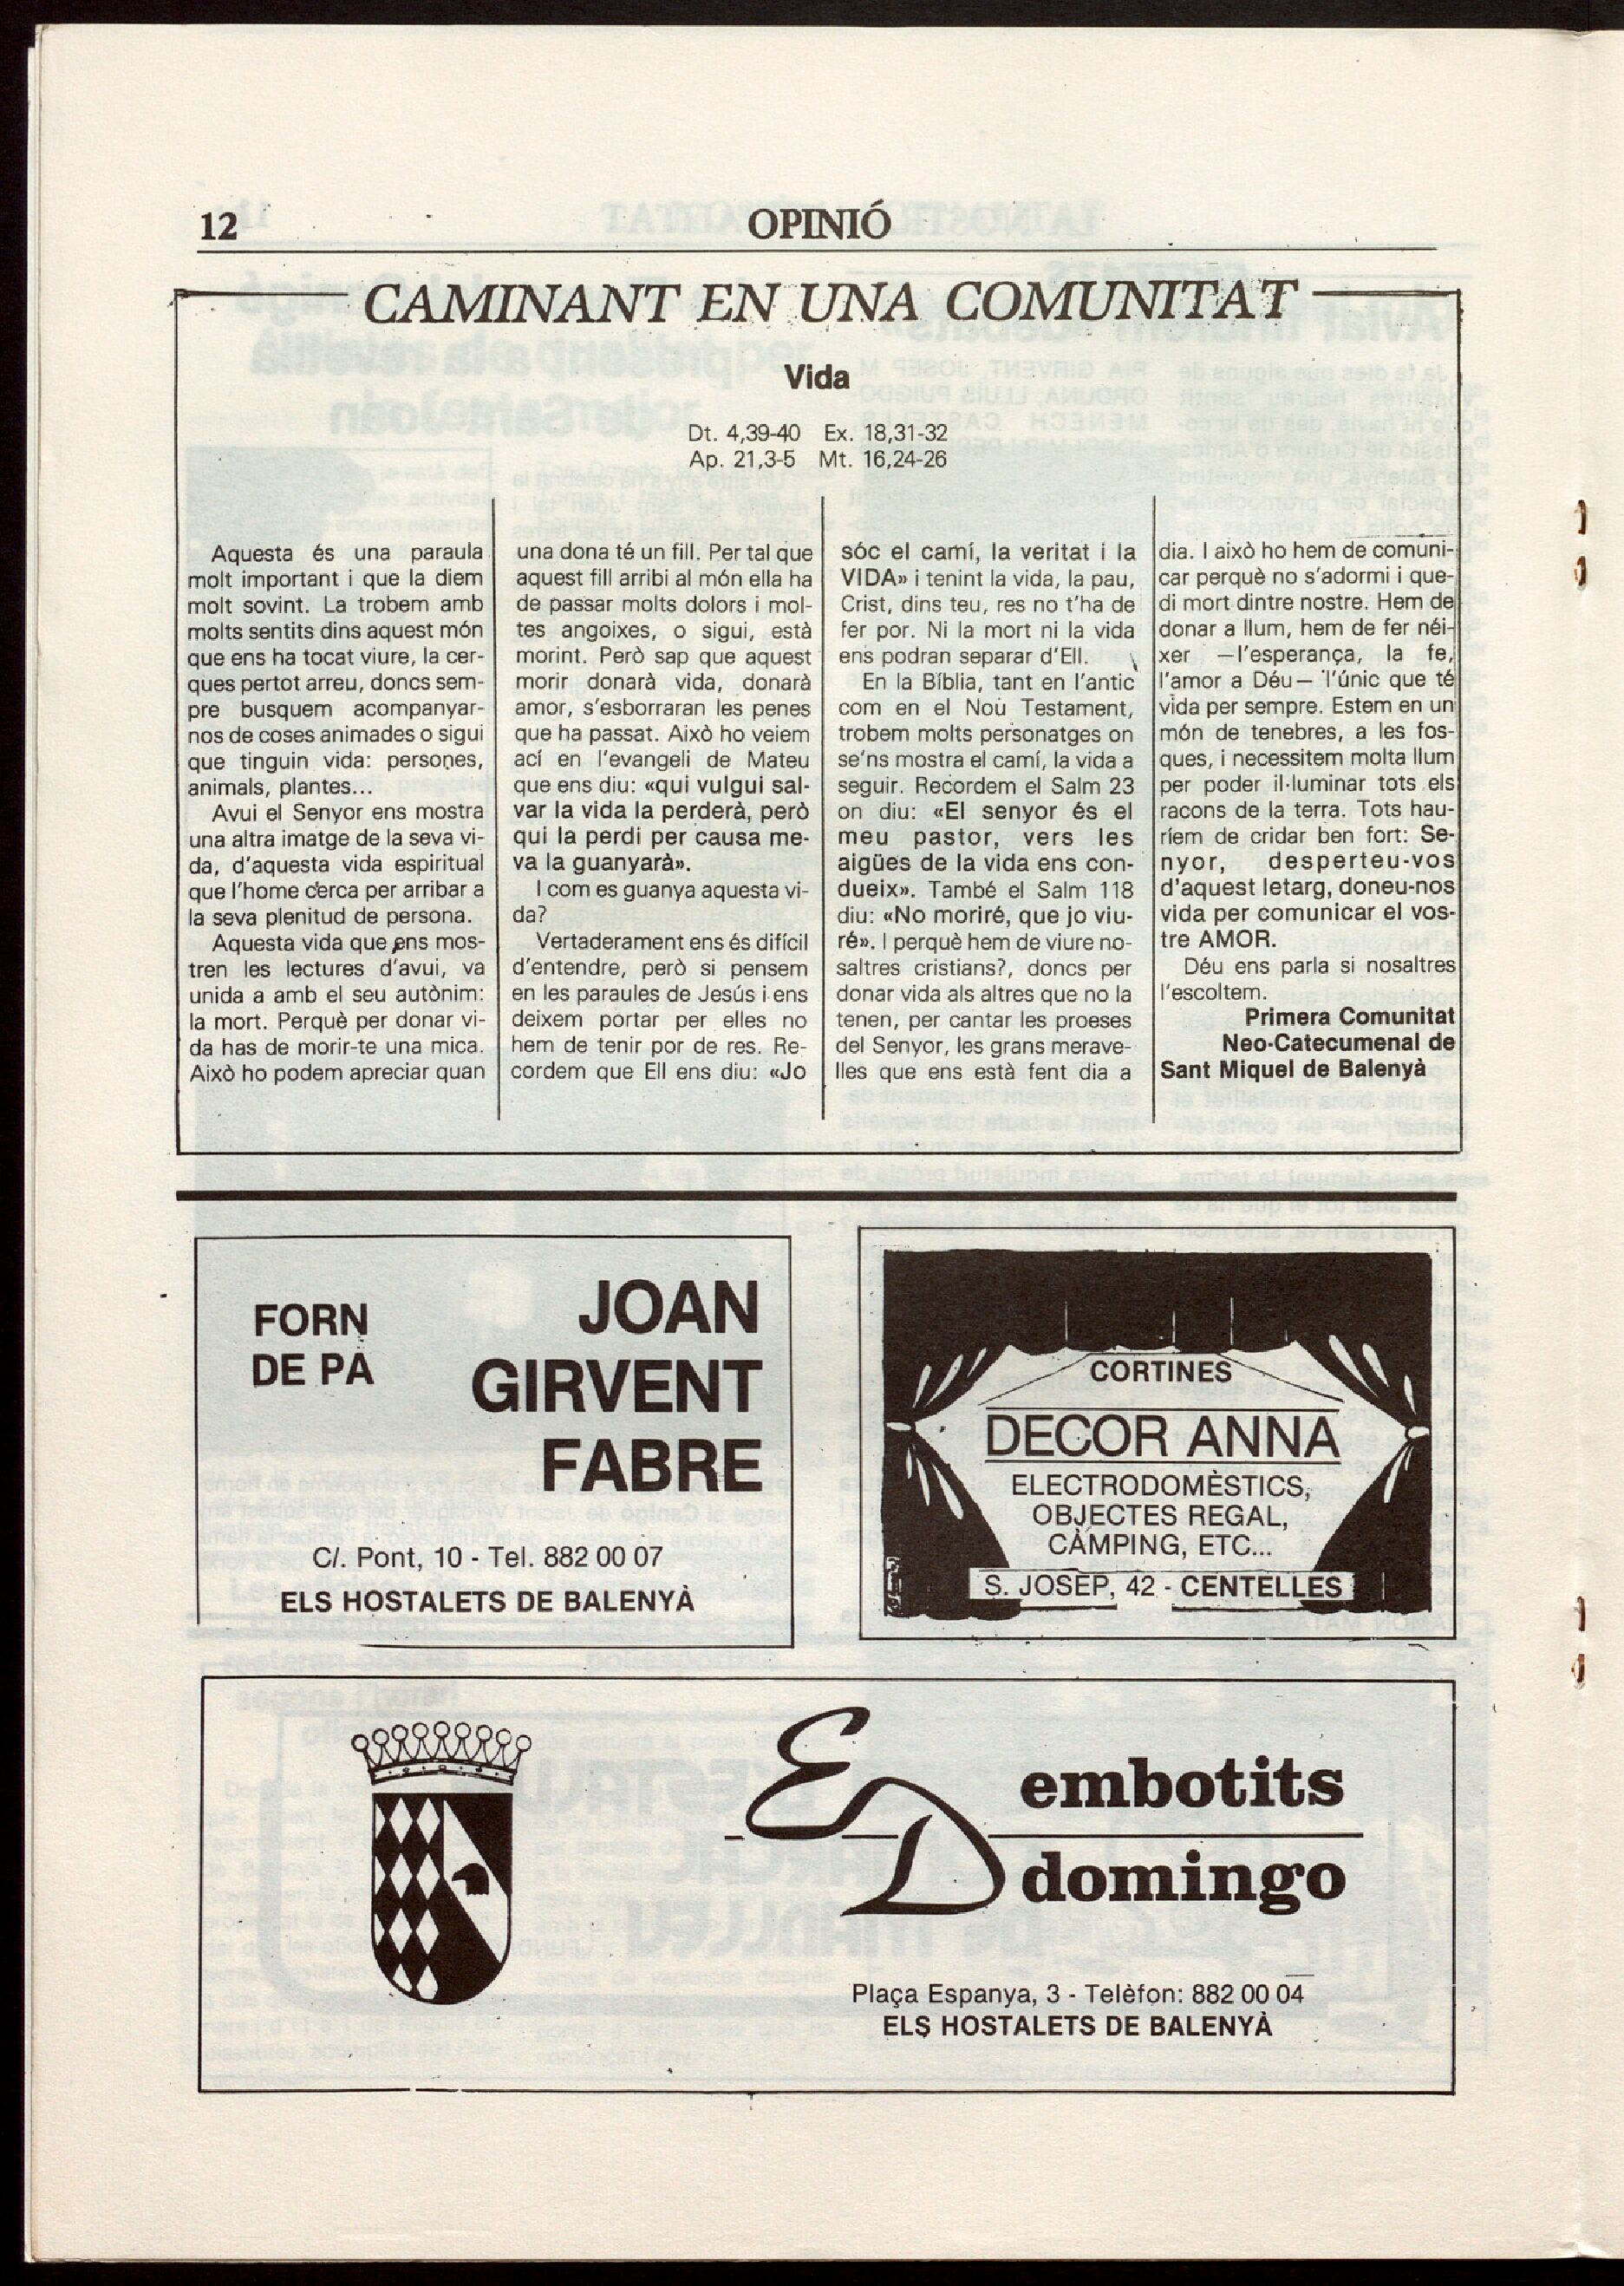 12
OPINIÓ
CAMINANT EN UNA COMUNITAT
Vida
Dt. 4,39-40 Ex. 18,31-32
Ap. 21,3-5 Mt. 16,24-26
Aquesta és una paraula
molt important i que la diem
molt sovint. La trobem amb
molts sentits dins aquest món
que ens ha tocat viure, la cer-
ques pertot arreu, doncs sem-
pre busquem acompanyar-
nos de coses animades o sigui
que tinguin vida: persones,
animals, plantes...
Avui el Senyor ens mostra
una altra imatge de la seva vi-
da, d'aquesta vida espiritual
que l'home cerca per arribar a
la seva plenitud de persona.
Aquesta vida que ens mos-
tren les lectures d'avui, va
unida a amb el seu autònim:
la mort. Perquè per donar vi-
da has de morir-te una mica.
Això ho podem apreciar quan
una dona té un fill. Per tal que
aquest fill arribi al món ella ha
de passar molts dolors i mol-
tes angoixes, o sigui, està
morint. Però sap que aquest
morir donarà vida, donarà
amor, s'esborraran les penes
que ha passat. Això ho veiem
ací en l'evangeli de Mateu
que ens diu: «qui vulgui sal-
var la vida la perderà, però
qui la perdi per causa me-
va la guanyarà».
I com es guanya aquesta vi-
da?
Vertaderament ens és difícil
d'entendre, però si pensem
en les paraules de Jesús i ens
deixem portar per elles no
hem de tenir por de res. Re-
cordem que Ell ens diu: «Jo
sóc el camí, la veritat i la
VIDA» i tenint la vida, la pau,
Crist, dins teu, res no t'ha de
fer por. Ni la mort ni la vida
ens podran separar d'Ell.
En la Bíblia, tant en l'antic
com en el Nou Testament,
trobem molts personatges on
se'ns mostra el camí, la vida a
seguir. Recordem el Salm 23
on diu: «El senyor és el
meu pastor, vers les
aigües de la vida ens con-
dueix». També el Salm 118
diu: «No moriré, que jo viu-
ré». I perquè hem de viure no-
saltres cristians?, doncs per
donar vida als altres que no la
tenen, per cantar les proeses
del Senyor, les grans merave-
lles que ens està fent dia a
dia. I això ho hem de comuni-
car perquè no s'adormi i que-
di mort dintre nostre. Hem de
donar a llum, hem de fer néi-
xer —l'esperança, la fe,
l'amor a Déu— l'únic que té
vida per sempre. Estem en un
món de tenebres, a les fos-
ques, i necessitem molta llum
per poder il·luminar tots els
racons de la terra. Tots hau-
ríem de cridar ben fort: Se-
nyor, desperteu-vos
d'aquest letarg, doneu-nos
vida per comunicar el vos-
tre AMOR.
Déu ens parla si nosaltres
l'escoltem.
Primera Comunitat
Neo-Catecumenal de
Sant Miquel de Balenyà
FORN
DE PA
JOAN
GIRVENT
FABRE
C/. Pont, 10 - Tel. 882 00 07
ELS HOSTALETS DE BALENYÀ
CORTINES
DECOR ANNA
ELECTRODOMÈSTICS,
OBJECTES REGAL,
CÀMPING, ETC...
S. JOSEP, 42 - CENTELLES
ED
embotits
domingo
Plaça Espanya, 3 - Telèfon: 882 00 04
ELS HOSTALETS DE BALENYÀ